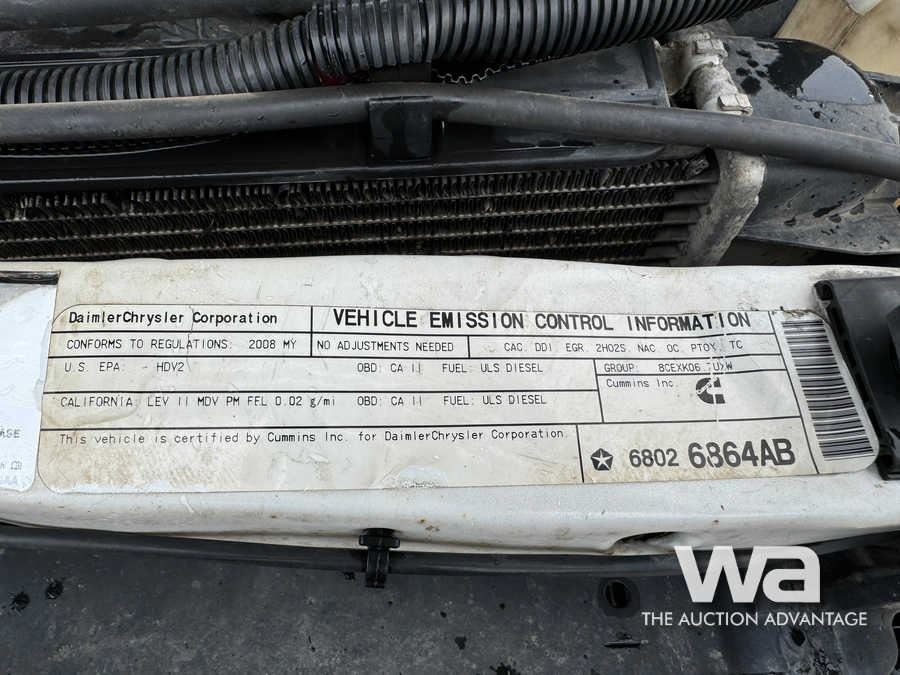 DaimlerChrysler Corporation
VEHICLE EMISSION CONTROL INFORMATION
CONFORMS TO REGULATIONS: 2008 MY
NO ADJUSTMENTS NEEDED
CAC, DDI, EGR, 2HO2S, NAC, OC, PTOX, TC
U.S. EPA: HDV2 OBD: CA II FUEL: ULS DIESEL
GROUP: 8CEXK06.7UXW
Cummins Inc.
CALIFORNIA: LEV II MDV PM FEL 0.02 g/mi OBD: CA II FUEL: ULS DIESEL
This vehicle is certified by Cummins Inc. for DaimlerChrysler Corporation.
6802 6864AB
wa
THE AUCTION ADVANTAGE